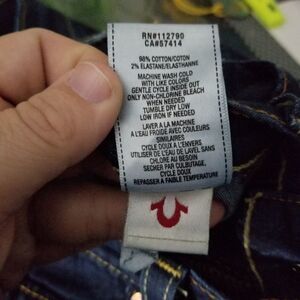 RN#112790
CA#57414
98% COTTON/COTON
2% ELASTANE/ELASTHANNE
MACHINE WASH COLD
WITH LIKE COLORS
GENTLE CYCLE INSIDE OUT
ONLY NON-CHLORINE BLEACH
WHEN NEEDED
TUMBLE DRY LOW
LOW IRON IF NEEDED
LAVER A LA MACHINE
A L'EAU FROIDE AVEC COULEURS
SIMILAIRES
CYCLE DOUX A L'ENVERS
UTILISER DE L'EAU DE LAVEL SANS
CHLORE AU BESOIN
SECHER PAR CULBUTAGE,
CYCLE DOUX
REPASSER A FAIBLE TEMPERATURE